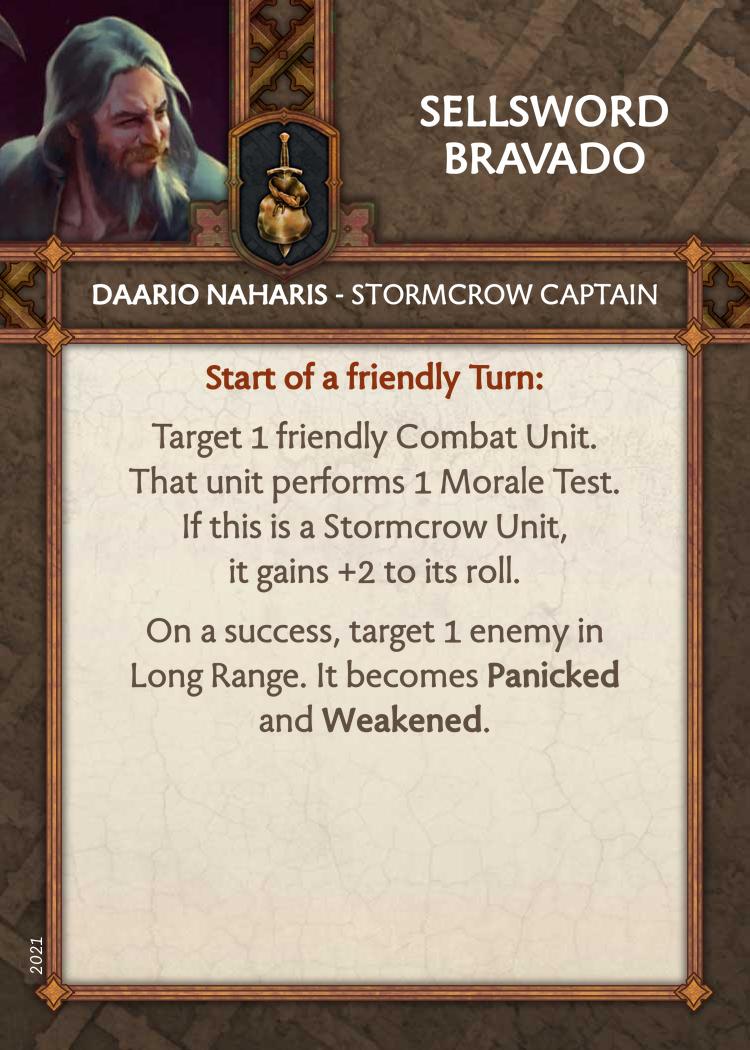 SELLSWORD
BRAVADO
DAARIO NAHARIS - STORMCROW CAPTAIN
Start of a friendly Turn:
Target 1 friendly Combat Unit.
That unit performs 1 Morale Test.
If this is a Stormcrow Unit,
it gains +2 to its roll.
On a success, target 1 enemy in
Long Range. It becomes Panicked
and Weakened.
2021